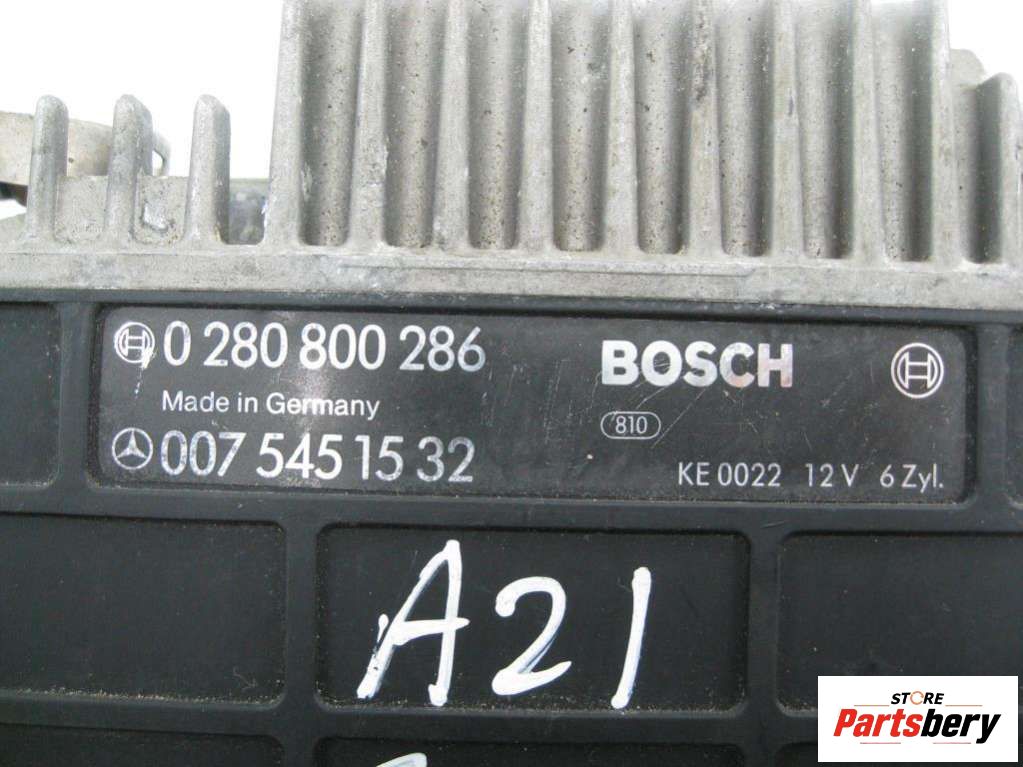 0 280 800 286
BOSCH
Made in Germany
810
007 545 15 32
KE 0022 12 V 6 Zyl.
A21
STORE
Partsbery